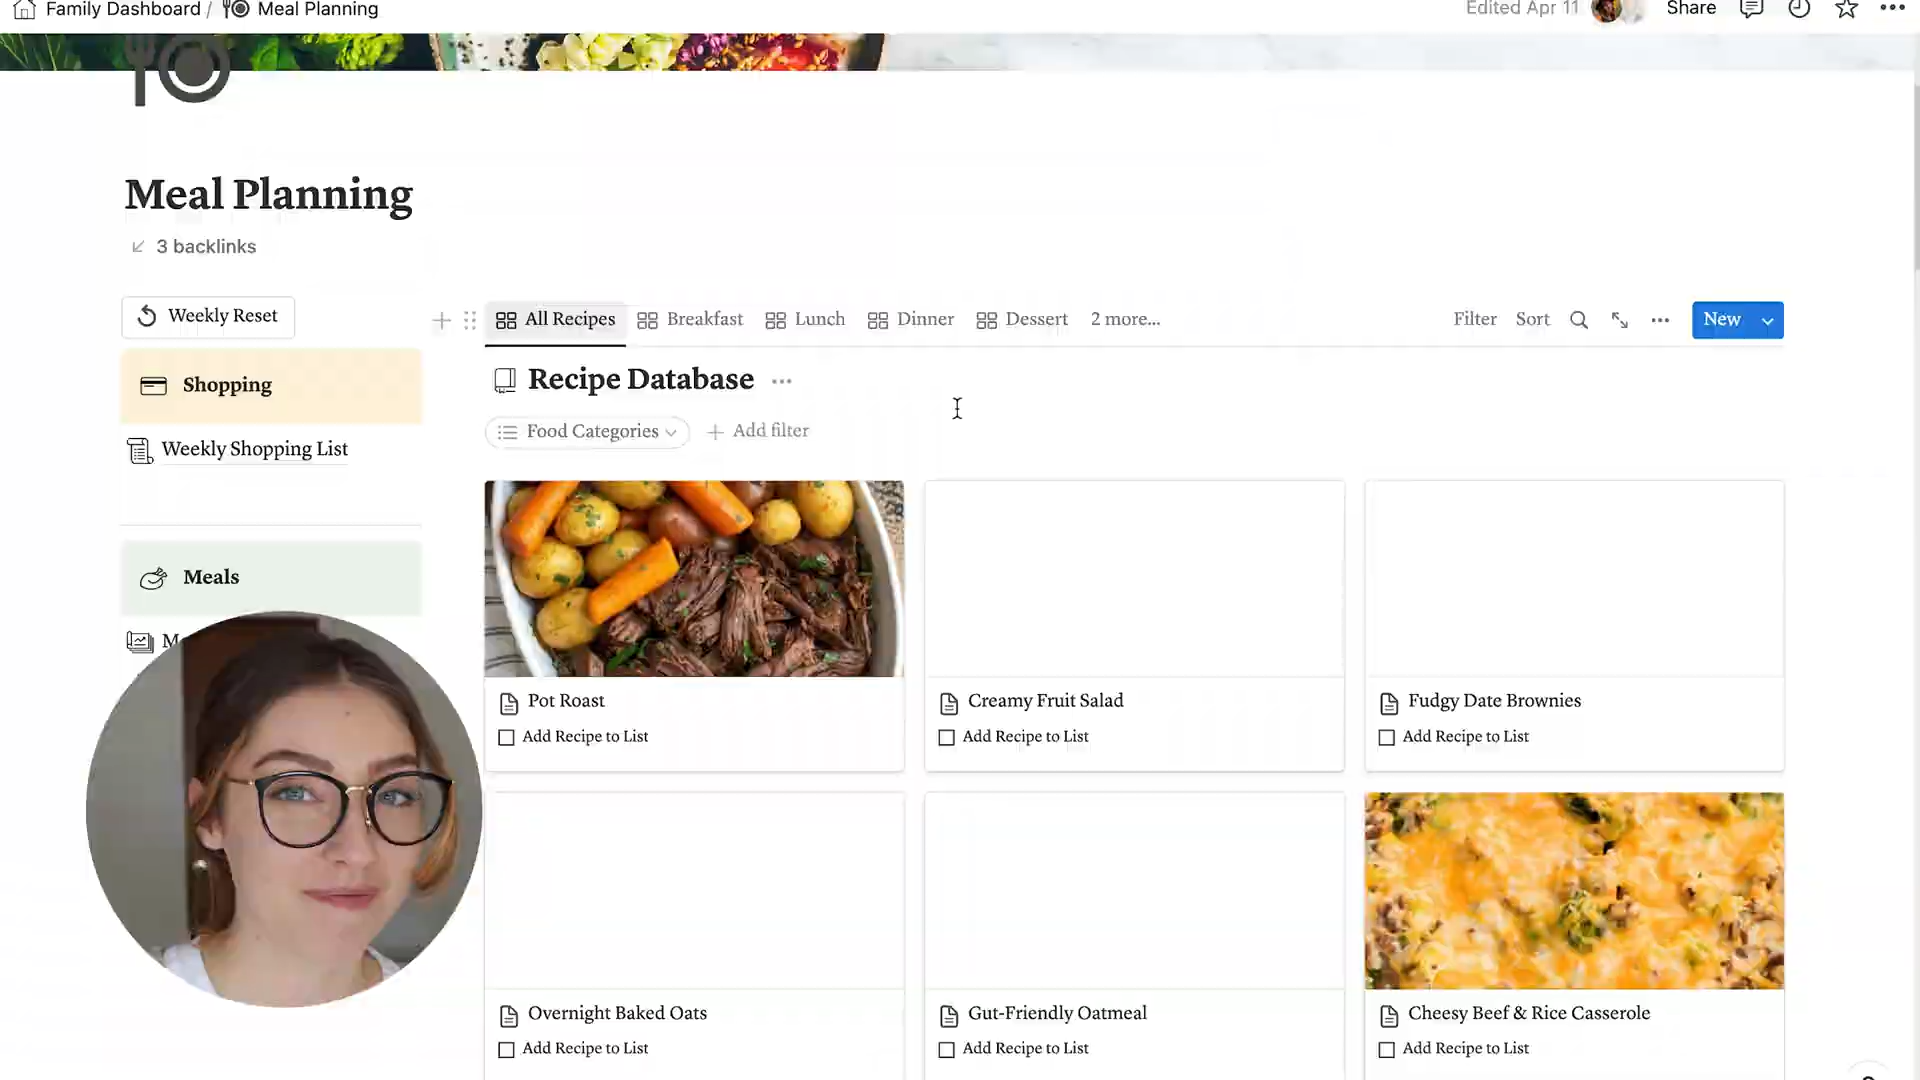 Family Dashboard / Meal Planning
Edited Apr 11 Share
Meal Planning
3 backlinks
Weekly Reset
All Recipes Breakfast Lunch Dinner Dessert 2 more...
Filter Sort New
Shopping
Recipe Database
Food Categories Add filter
Weekly Shopping List
Meals
Pot Roast
Add Recipe to List
Creamy Fruit Salad
Add Recipe to List
Fudgy Date Brownies
Add Recipe to List
Overnight Baked Oats
Add Recipe to List
Gut-Friendly Oatmeal
Add Recipe to List
Cheesy Beef & Rice Casserole
Add Recipe to List